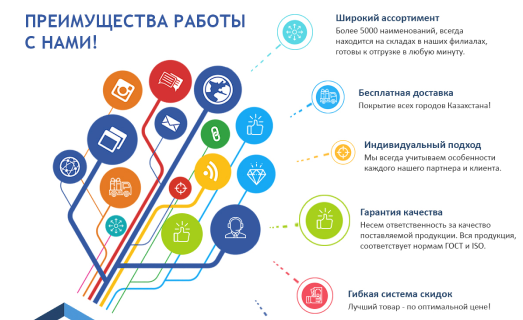 ПРЕИМУЩЕСТВА РАБОТЫ
С НАМИ!
Широкий ассортимент
Более 5000 наименований, всегда
находится на складах в наших филиалах,
готовы к отгрузке в любую минуту.
Бесплатная доставка
Покрытие всех городов Казахстана!
Индивидуальный подход
Мы всегда учитываем особенности
каждого нашего партнера и клиента.
Гарантия качества
Несем ответственность за качество
поставляемой продукции. Вся продукция,
соответствует нормам ГОСТ и ISO.
Гибкая система скидок
Лучший товар - по оптимальной цене!